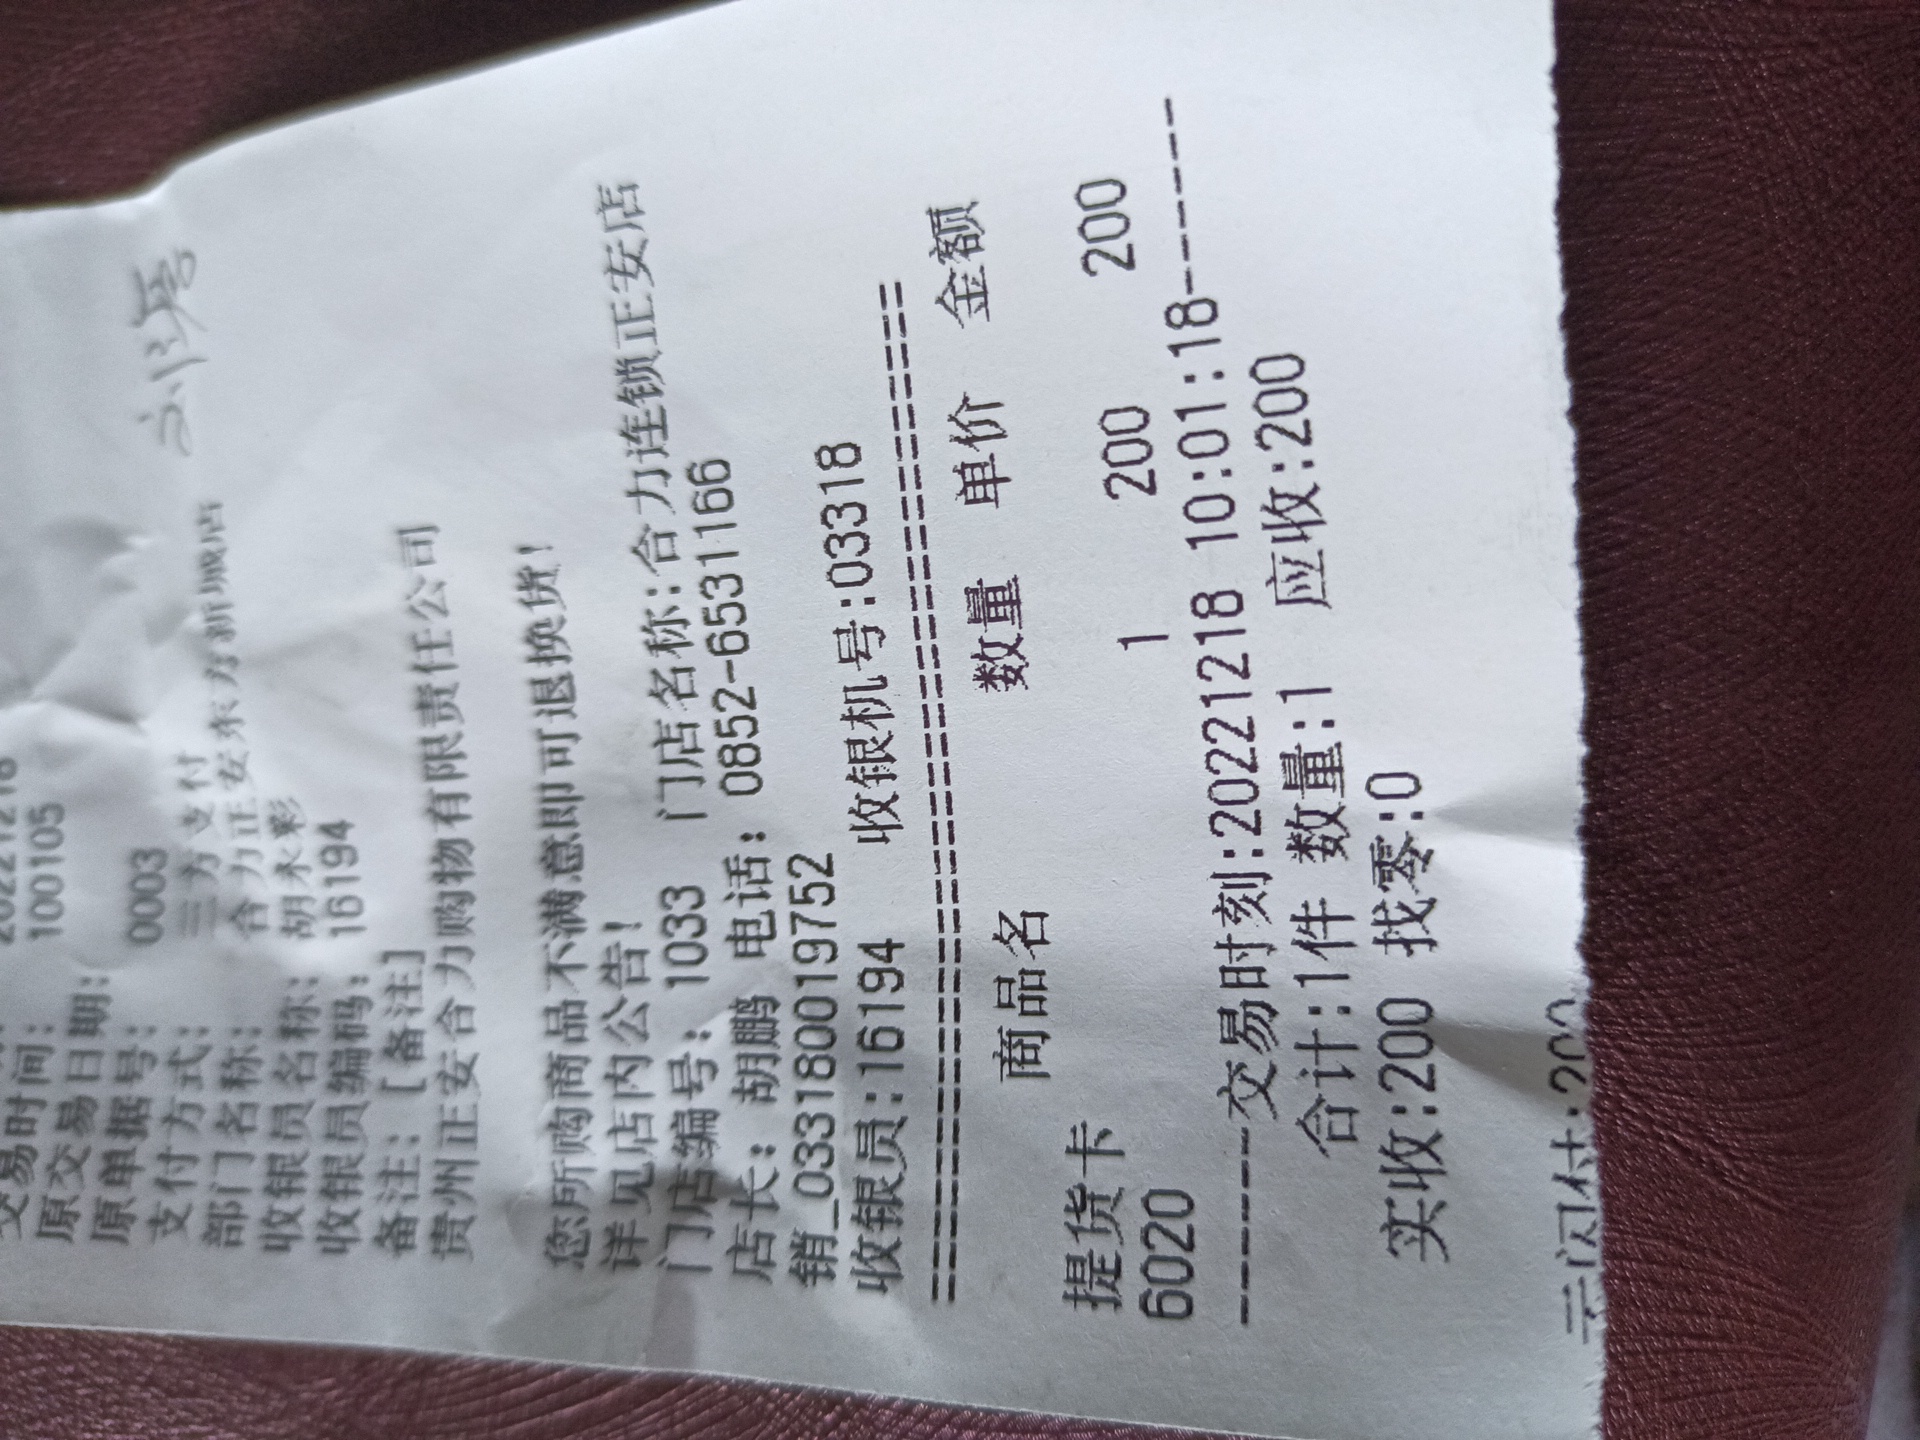 交易时间: 20221218
原交易日期: 100105
原单据号: 0003
支付方式: 三方支付
部门名称: 合力正安东方新城店
收银员名称: 胡永彩
收银员编码: 16194
备注: [备注]
贵州正安合力购物有限责任公司
您所购商品不满意即可退换货!
详见店内公告!
门店编号: 1033 门店名称:合力连锁正安店
店长: 胡鹏 电话: 0852-6531166
销_033180019752
收银员:16194 收银机号:03318
商品名 数量 单价 金额
提货卡
6020 1 200 200
--------交易时刻:20221218 10:01:18--------
合计:1件 数量:1 应收:200
实收:200 找零:0
云闪付:200